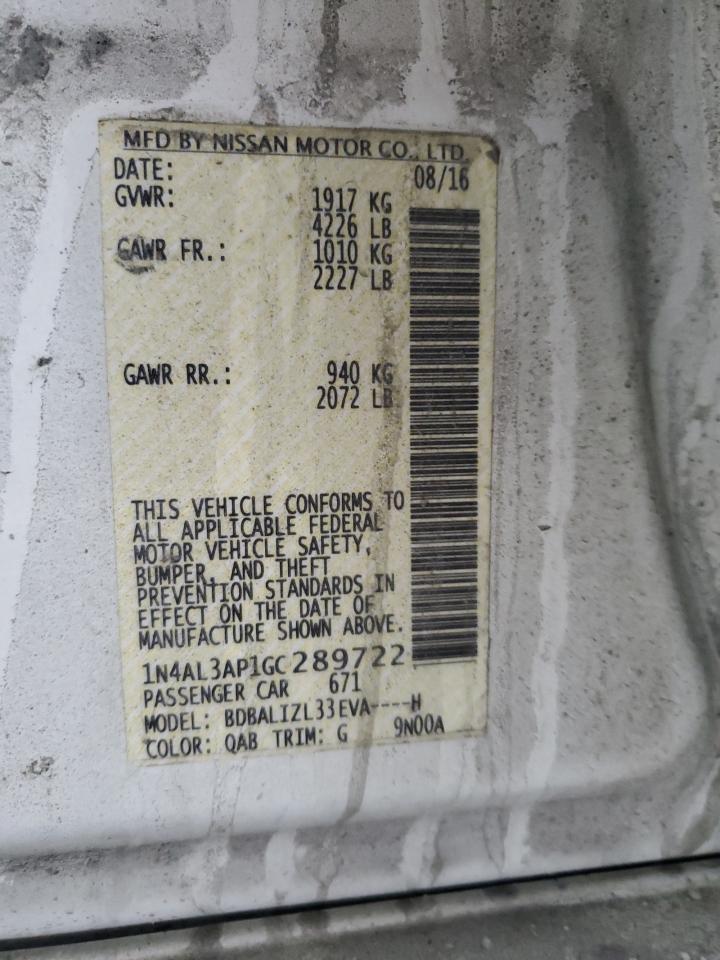 MFD BY NISSAN MOTOR CO., LTD.
DATE: 08/16
GVWR: 1917 KG
4226 LB
GAWR FR.: 1010 KG
2227 LB
GAWR RR.: 940 KG
2072 LB
THIS VEHICLE CONFORMS TO
ALL APPLICABLE FEDERAL
MOTOR VEHICLE SAFETY,
BUMPER, AND THEFT
PREVENTION STANDARDS IN
EFFECT ON THE DATE OF
MANUFACTURE SHOWN ABOVE.
1N4AL3AP1GC289722
PASSENGER CAR 671
MODEL: BDBALIZL33EVA----H
COLOR: QAB TRIM: G 9N00A